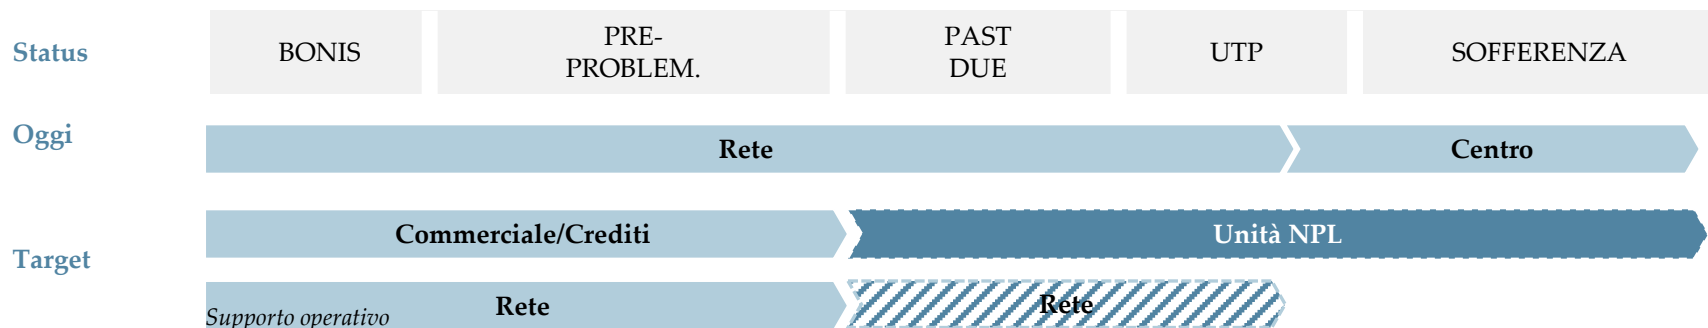 Status
BONIS
PRE-
PROBLEM.
PAST
DUE
UTP
SOFFERENZA
Oggi
Rete
Centro
Target
Commerciale/Crediti
Unità NPL
Rete
Rete
Supporto operativo